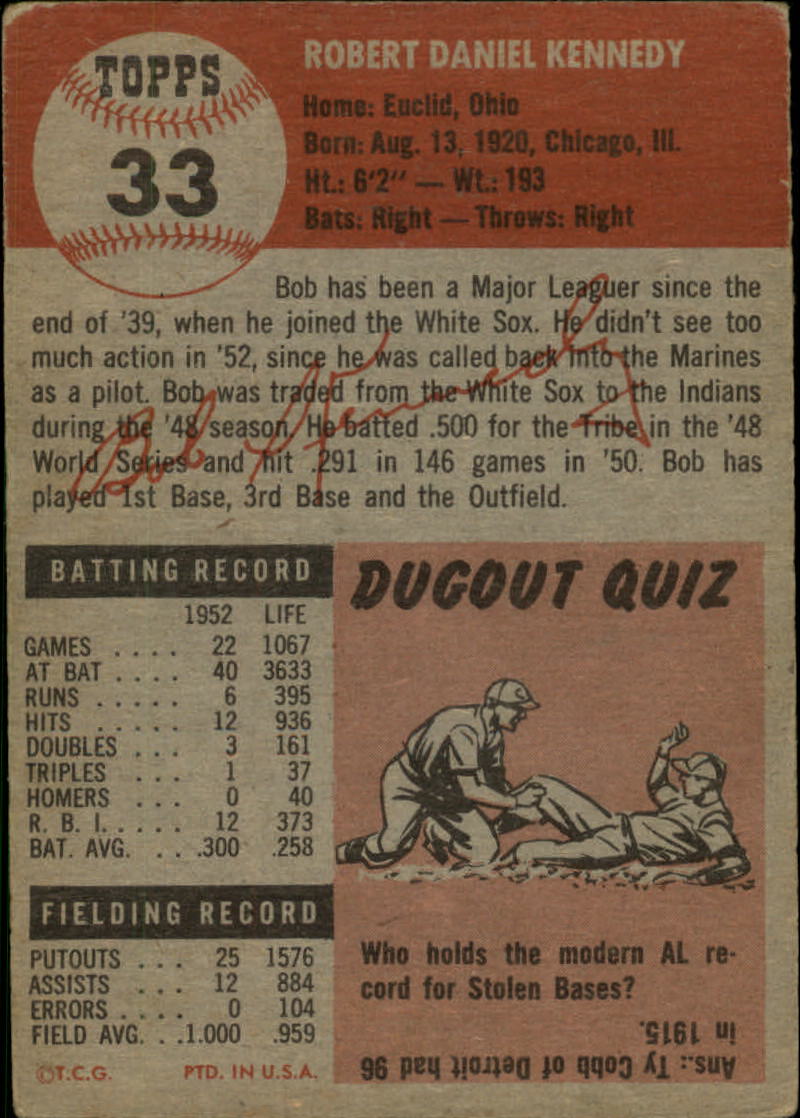 TOPPS
33
ROBERT DANIEL KENNEDY
Home: Euclid, Ohio
Born: Aug. 13, 1920, Chicago, Ill.
Ht.: 6'2" — Wt.: 193
Bats: Right — Throws: Right
Bob has been a Major Leaguer since the
end of '39, when he joined the White Sox. He didn't see too
much action in '52, since he was called back into the Marines
as a pilot. Bob was traded from the White Sox to the Indians
during the '48 season. He batted .500 for the Tribe in the '48
World Series and hit .291 in 146 games in '50. Bob has
played 1st Base, 3rd Base and the Outfield.
Bob Kennedy
BATTING RECORD
1952 LIFE
GAMES . . . . 22 1067
AT BAT . . . . 40 3633
RUNS . . . . . 6 395
HITS . . . . . 12 936
DOUBLES . . . 3 161
TRIPLES . . . 1 37
HOMERS . . . 0 40
R. B. I. . . . . . 12 373
BAT. AVG. . . .300 .258
FIELDING RECORD
PUTOUTS . . . 25 1576
ASSISTS . . . 12 884
ERRORS . . . . 0 104
FIELD AVG. . .1.000 .959
©T.C.G. PTD. IN U.S.A.
DUGOUT QUIZ
Who holds the modern AL re-
cord for Stolen Bases?
Ans.: Ty Cobb of Detroit had 96
in 1915.